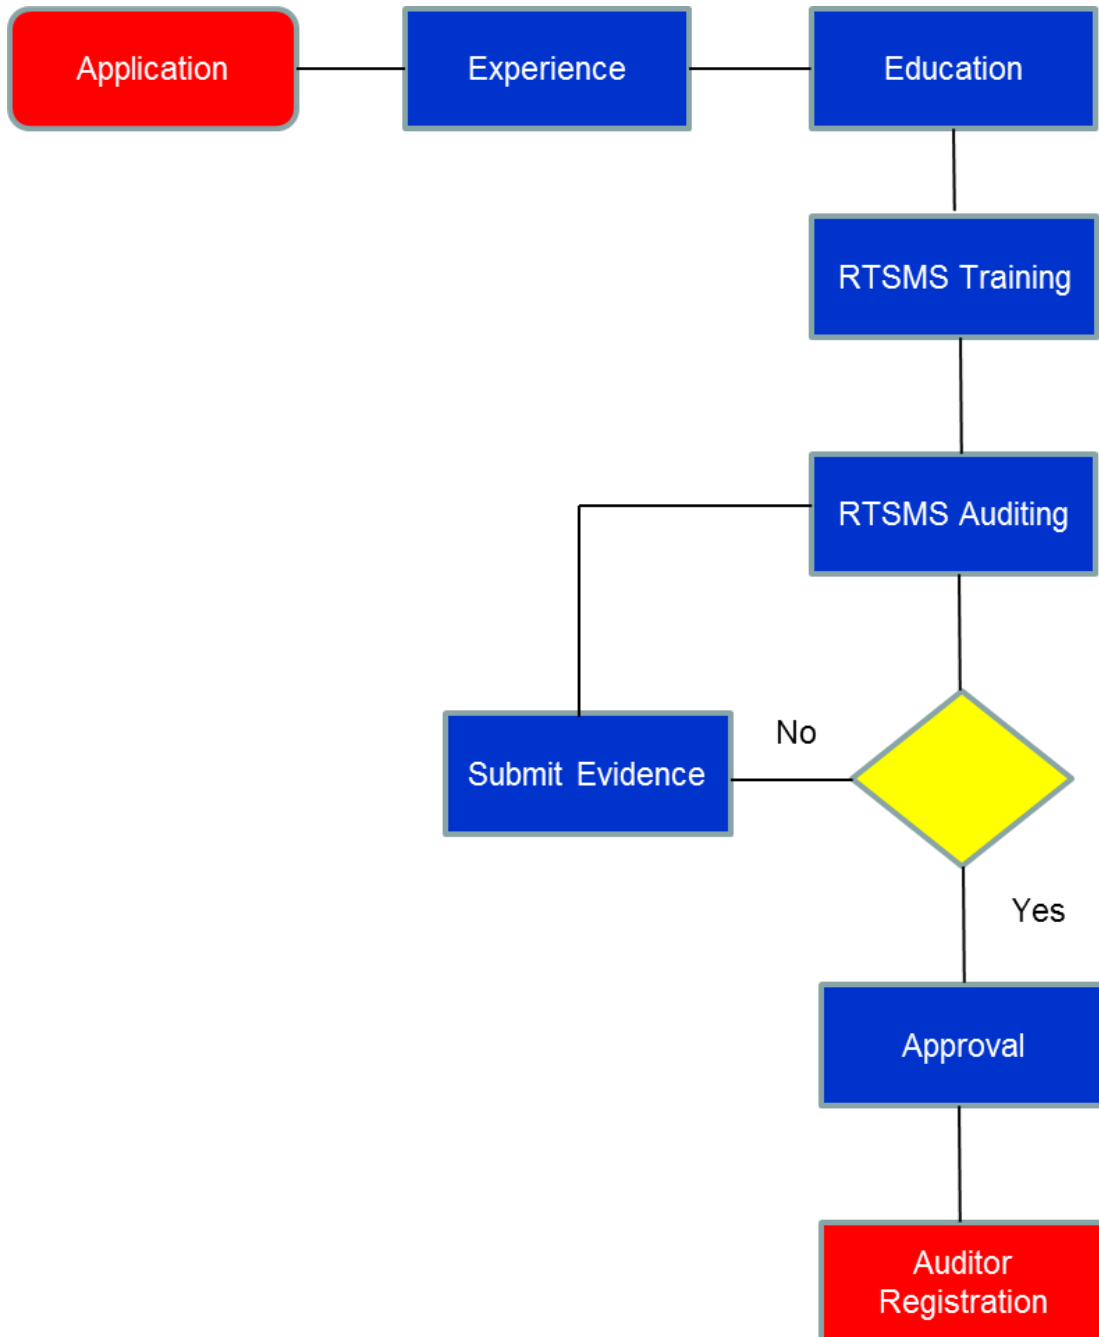 Application
Experience
Education
RTSMS Training
RTSMS Auditing
No
Submit Evidence
Yes
Approval
Auditor
Registration